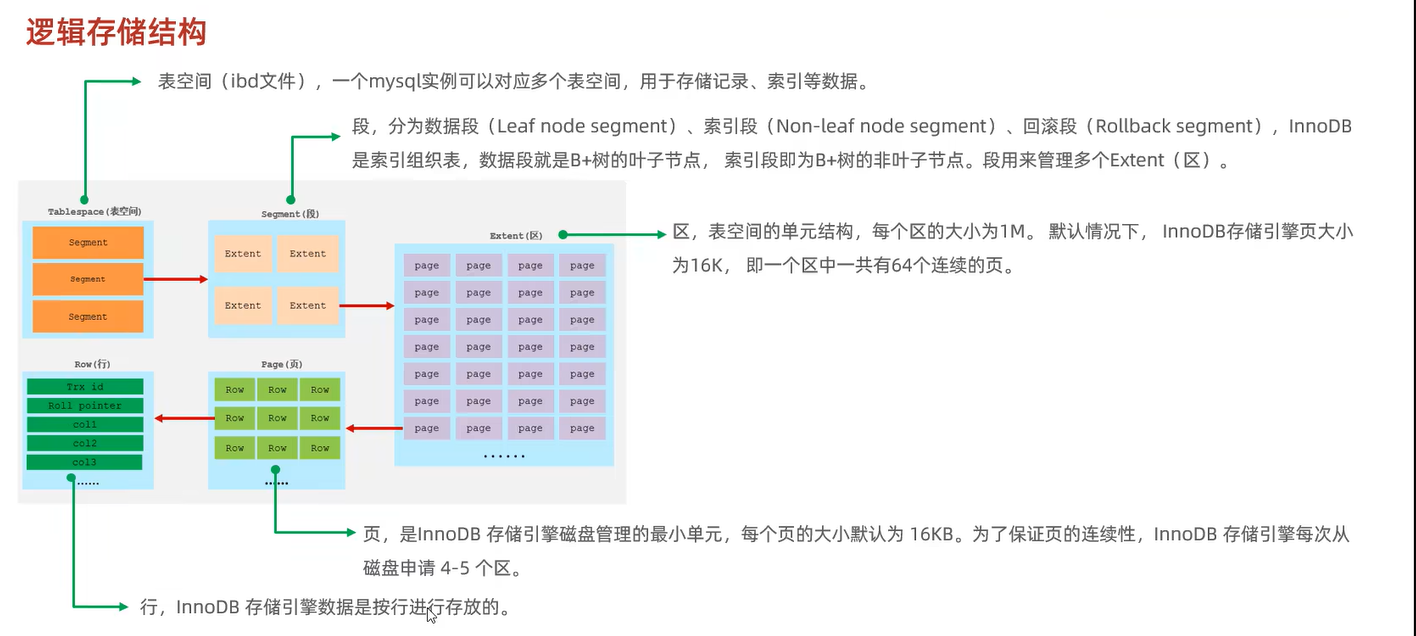 逻辑存储结构
表空间（ibd文件），一个mysql实例可以对应多个表空间，用于存储记录、索引等数据。
段，分为数据段（Leaf node segment）、索引段（Non-leaf node segment）、回滚段（Rollback segment），InnoDB
是索引组织表，数据段就是B+树的叶子节点， 索引段即为B+树的非叶子节点。段用来管理多个Extent（区）。
Tablespace(表空间)
Segment
Segment
Segment
Segment(段)
Extent Extent
Extent Extent
Extent(区)
page page page page
page page page page
page page page page
page page page page
page page page page
page page page page
page page page page
······
区，表空间的单元结构，每个区的大小为1M。 默认情况下， InnoDB存储引擎页大小
为16K， 即一个区中一共有64个连续的页。
Row(行)
Trx id
Roll pointer
col1
col2
col3
······
Page(页)
Row Row Row
Row Row Row
Row Row Row
······
页，是InnoDB 存储引擎磁盘管理的最小单元，每个页的大小默认为 16KB。为了保证页的连续性，InnoDB 存储引擎每次从
磁盘申请 4-5 个区。
行，InnoDB 存储引擎数据是按行进行存放的。